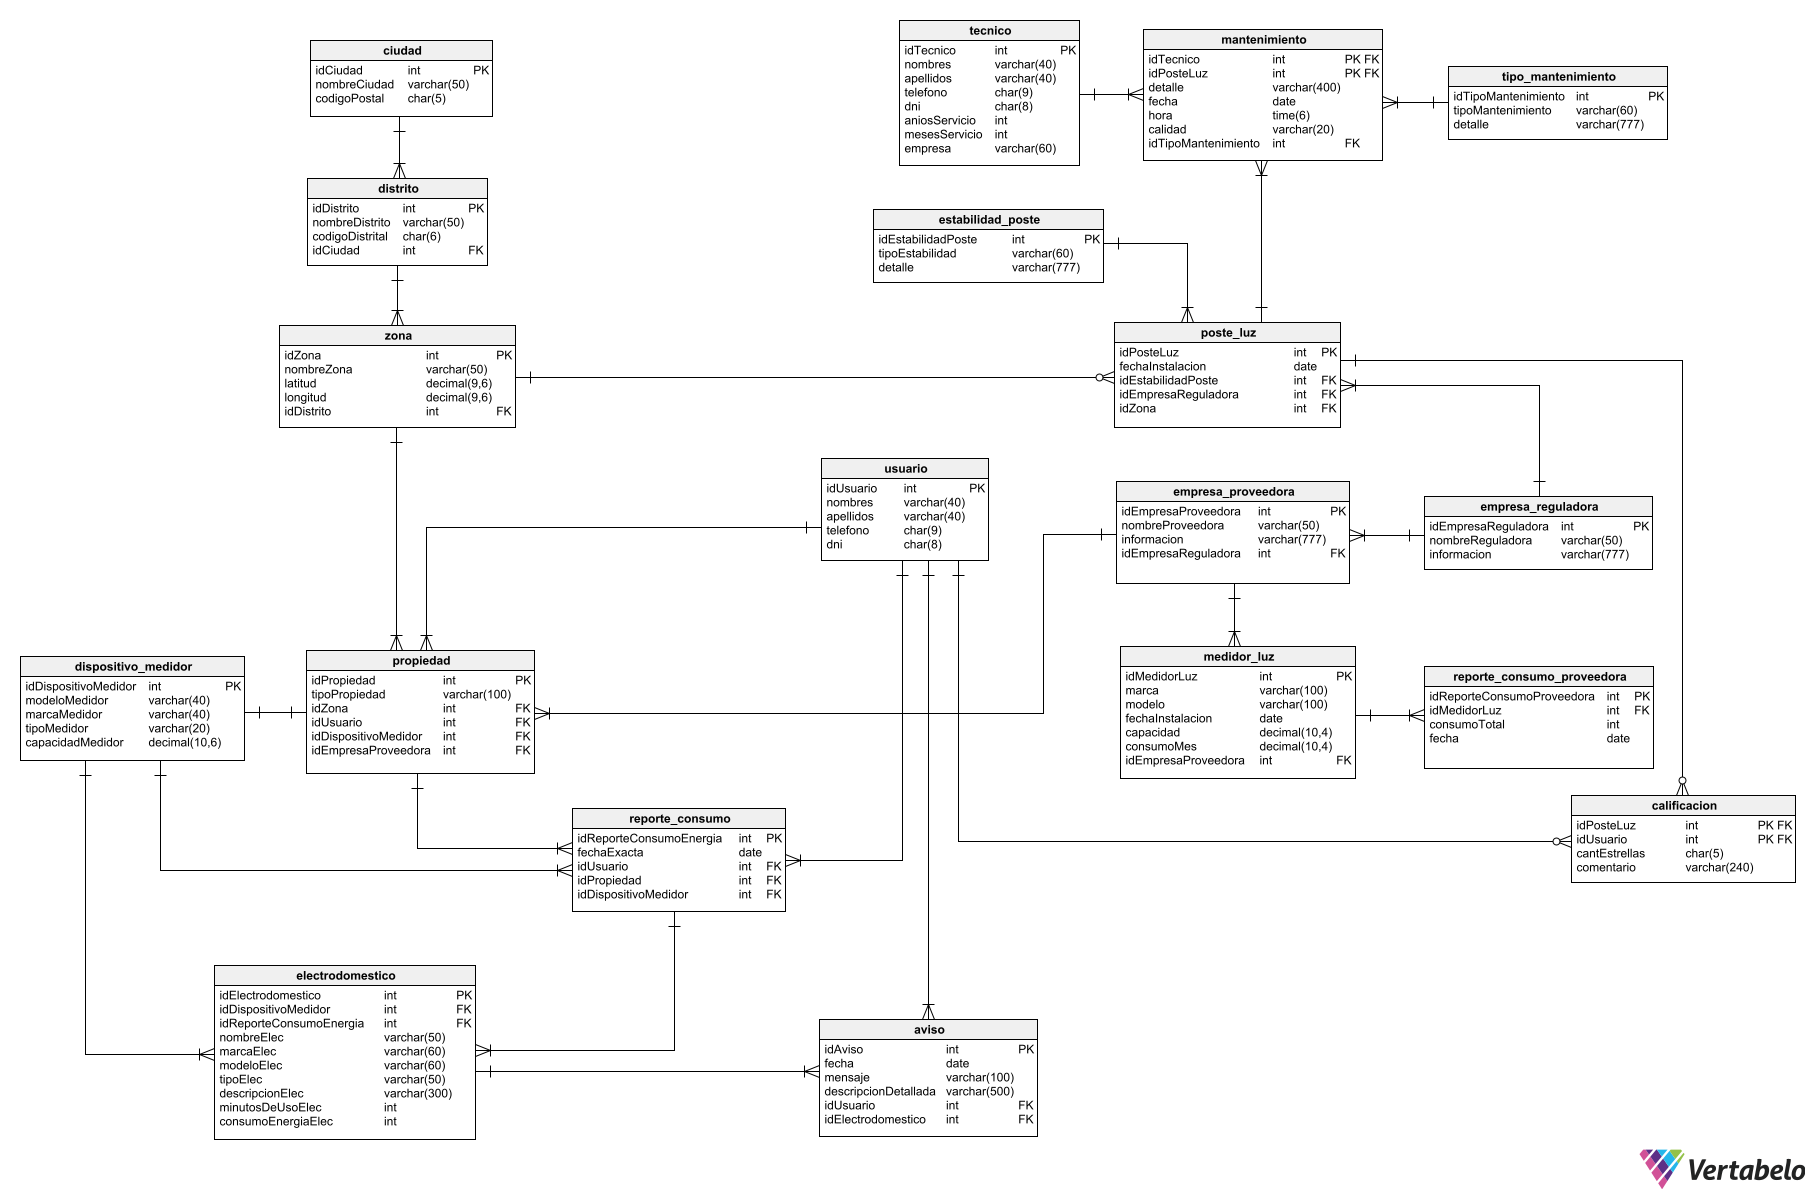 ciudad
idCiudad int PK
nombreCiudad varchar(50)
codigoPostal char(5)
distrito
idDistrito int PK
nombreDistrito varchar(50)
codigoDistrital char(6)
idCiudad int FK
zona
idZona int PK
nombreZona varchar(50)
latitud decimal(9,6)
longitud decimal(9,6)
idDistrito int FK
tecnico
idTecnico int PK
nombres varchar(40)
apellidos varchar(40)
telefono char(9)
dni char(8)
aniosServicio int
mesesServicio int
empresa varchar(60)
mantenimiento
idTecnico int PK FK
idPosteLuz int PK FK
detalle varchar(400)
fecha date
hora time(6)
calidad varchar(20)
idTipoMantenimiento int FK
tipo_mantenimiento
idTipoMantenimiento int PK
tipoMantenimiento varchar(60)
detalle varchar(777)
estabilidad_poste
idEstabilidadPoste int PK
tipoEstabilidad varchar(60)
detalle varchar(777)
poste_luz
idPosteLuz int PK
fechaInstalacion date
idEstabilidadPoste int FK
idEmpresaReguladora int FK
idZona int FK
usuario
idUsuario int PK
nombres varchar(40)
apellidos varchar(40)
telefono char(9)
dni char(8)
empresa_proveedora
idEmpresaProveedora int PK
nombreProveedora varchar(50)
informacion varchar(777)
idEmpresaReguladora int FK
empresa_reguladora
idEmpresaReguladora int PK
nombreReguladora varchar(50)
informacion varchar(777)
dispositivo_medidor
idDispositivoMedidor int PK
modeloMedidor varchar(40)
marcaMedidor varchar(40)
tipoMedidor varchar(20)
capacidadMedidor decimal(10,6)
propiedad
idPropiedad int PK
tipoPropiedad varchar(100)
idZona int FK
idUsuario int FK
idDispositivoMedidor int FK
idEmpresaProveedora int FK
medidor_luz
idMedidorLuz int PK
marca varchar(100)
modelo varchar(100)
fechaInstalacion date
capacidad decimal(10,4)
consumoMes decimal(10,4)
idEmpresaProveedora int FK
reporte_consumo_proveedora
idReporteConsumoProveedora int PK
idMedidorLuz int FK
consumoTotal int
fecha date
reporte_consumo
idReporteConsumoEnergia int PK
fechaExacta date
idUsuario int FK
idPropiedad int FK
idDispositivoMedidor int FK
calificacion
idPosteLuz int PK FK
idUsuario int PK FK
cantEstrellas char(5)
comentario varchar(240)
electrodomestico
idElectrodomestico int PK
idDispositivoMedidor int FK
idReporteConsumoEnergia int FK
nombreElec varchar(50)
marcaElec varchar(60)
modeloElec varchar(60)
tipoElec varchar(50)
descripcionElec varchar(300)
minutosDeUsoElec int
consumoEnergiaElec int
aviso
idAviso int PK
fecha date
mensaje varchar(100)
descripcionDetallada varchar(500)
idUsuario int FK
idElectrodomestico int FK
Vertabelo